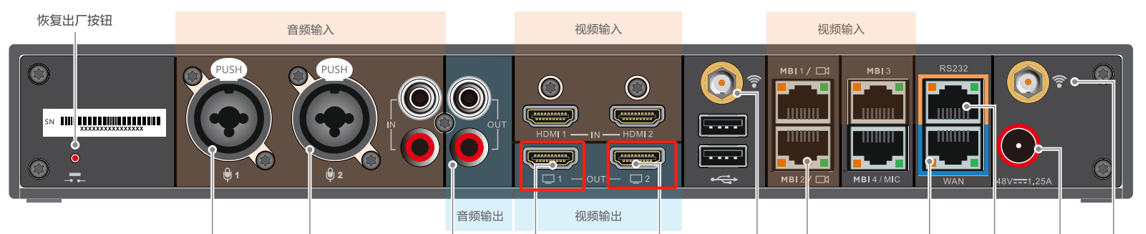 恢复出厂按钮
音频输入
视频输入
视频输入
SN
XXXXXXXXXXXXXXXX
PUSH
PUSH
1
2
IN
OUT
HDMI 1
IN
HDMI 2
1
OUT
2
MBI 1 /
MBI 3
MBI 2 /
MBI 4 / MIC
RS232
WAN
48V 1,25A
音频输出
视频输出